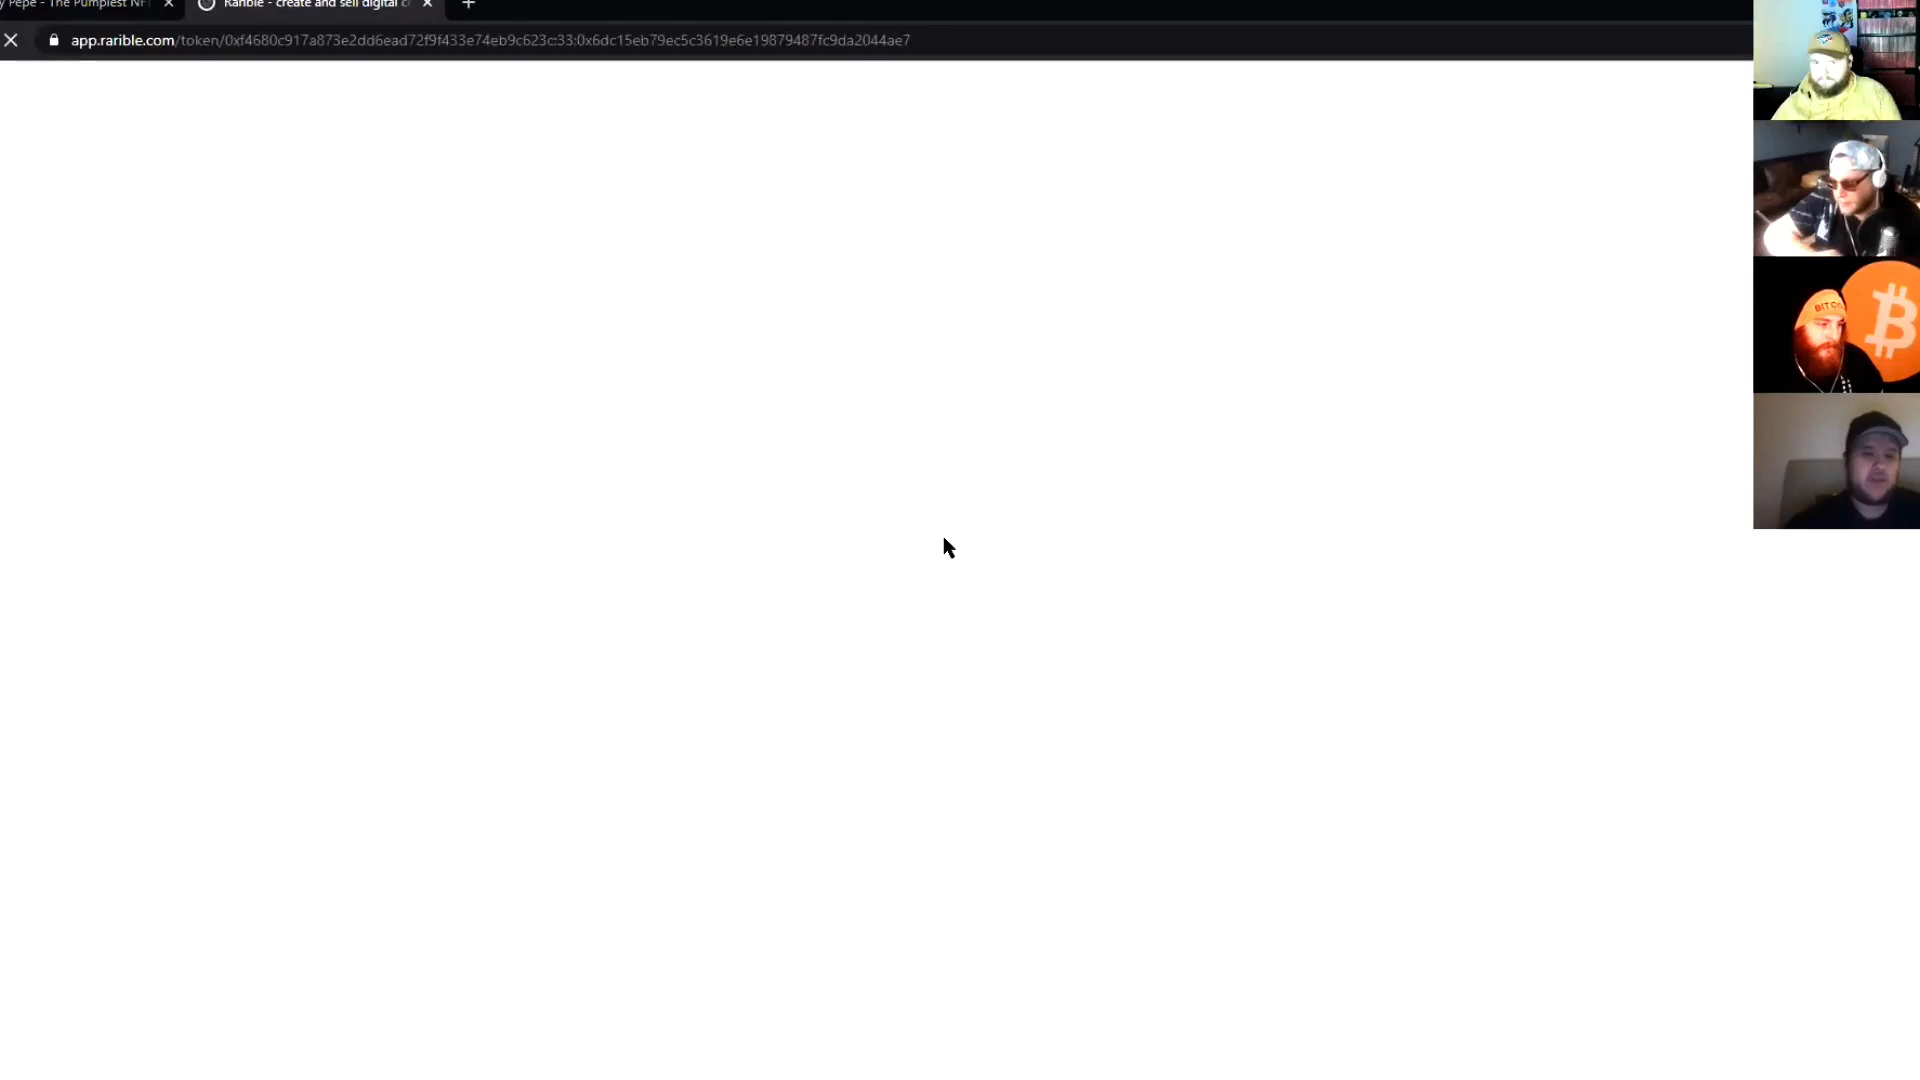 y Pepe - The Pumpiest NF
Rarible - create and sell digital c
app.rarible.com/token/0xf4680c917a873e2dd6ead72f9f433e74eb9c623c:33:0x6dc15eb79ec5c3619e6e19879487fc9da2044ae7
BITCO